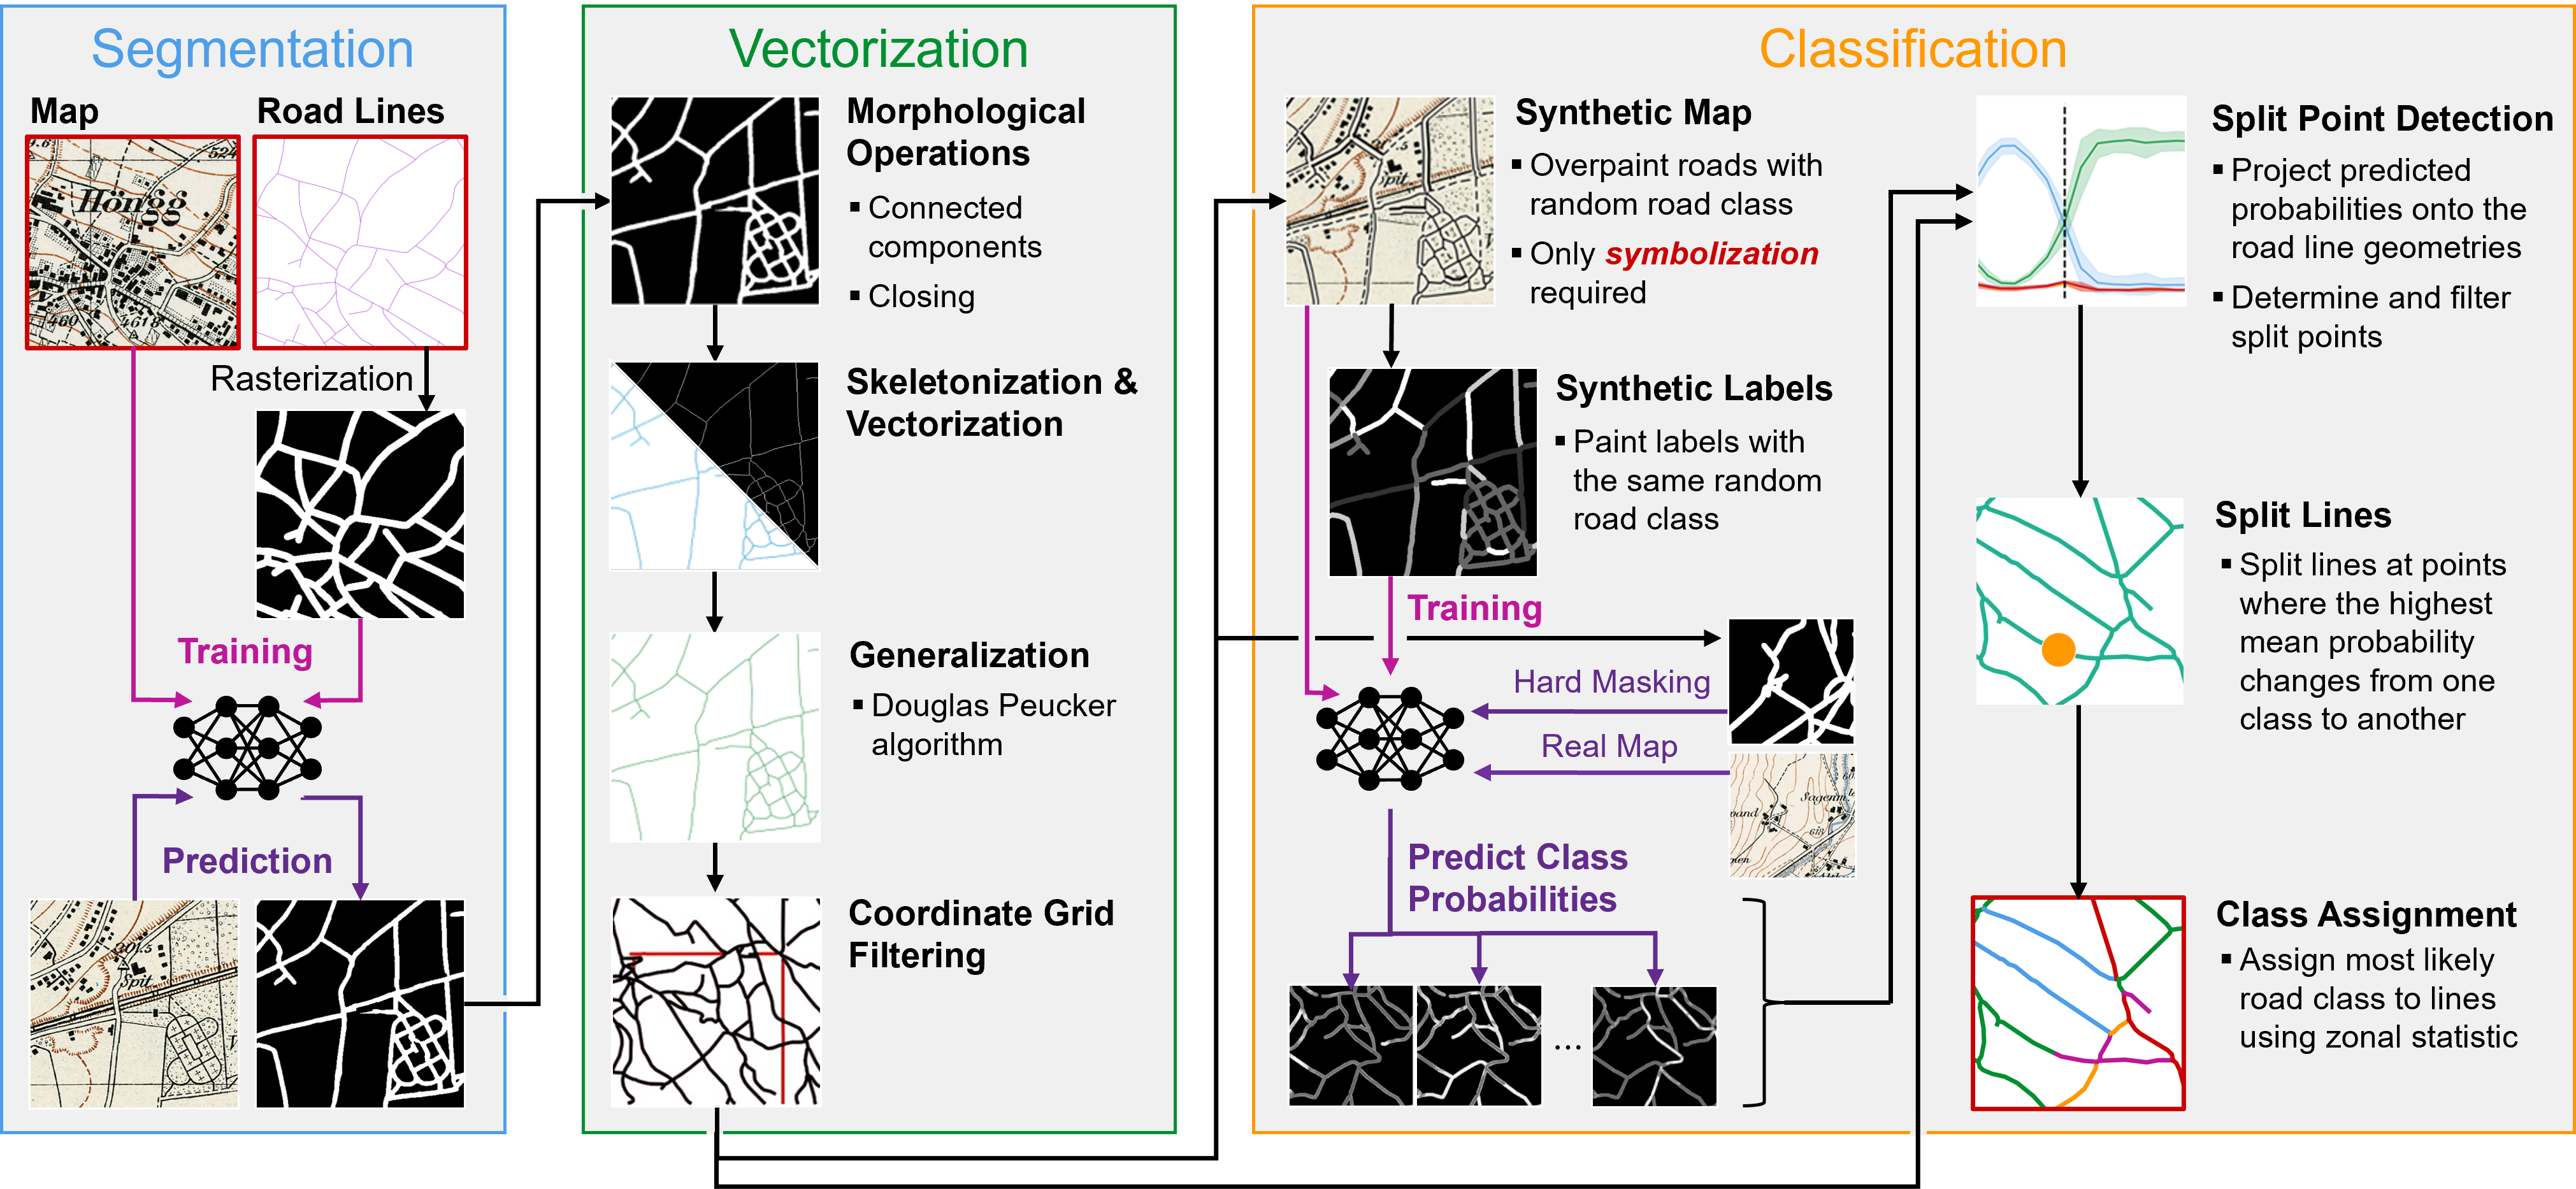 Segmentation
Map
Road Lines
Höngg
Rasterization
Training
Prediction
Spit
Vectorization
Morphological
Operations
▪ Connected
components
▪ Closing
Skeletonization &
Vectorization
Generalization
▪ Douglas Peucker
algorithm
Coordinate Grid
Filtering
Classification
Synthetic Map
▪ Overpaint roads with
random road class
▪ Only symbolization
required
Synthetic Labels
▪ Paint labels with
the same random
road class
Training
Hard Masking
Real Map
Predict Class
Probabilities
...
Split Point Detection
▪ Project predicted
probabilities onto the
road line geometries
▪ Determine and filter
split points
Split Lines
▪ Split lines at points
where the highest
mean probability
changes from one
class to another
Class Assignment
▪ Assign most likely
road class to lines
using zonal statistic